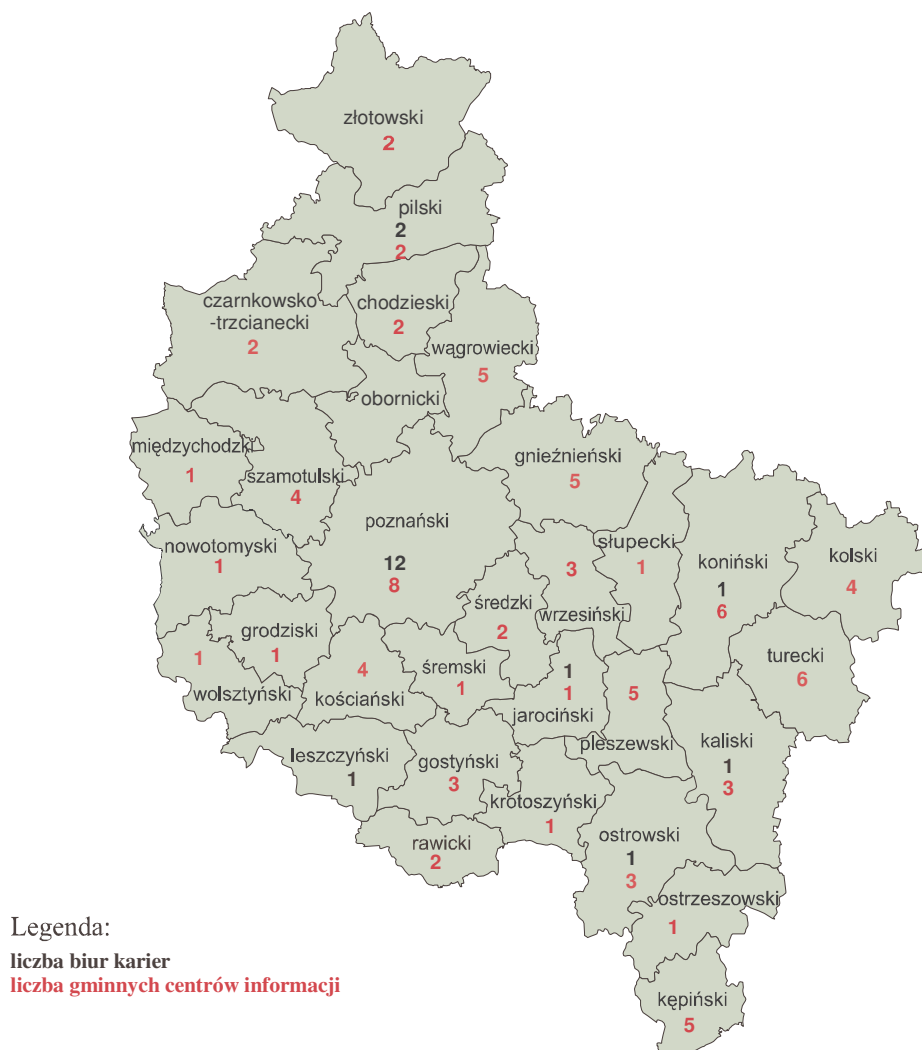 złotowski
2
pilski
2
2
czarnkowsko
-trzcianecki
2
chodzieski
2
wągrowiecki
5
obornicki
międzychodzki
1
szamotulski
4
gnieźnieński
5
poznański
12
8
nowotomyski
1
słupecki
1
3
wrzesiński
koniński
1
6
kolski
4
średzki
2
grodziski
1
1
wolsztyński
4
kościański
śremski
1
1
1
jarociński
5
pleszewski
turecki
6
leszczyński
1
gostyński
3
kaliski
1
3
krotoszyński
1
rawicki
2
ostrowski
1
3
ostrzeszowski
1
kępiński
5
Legenda:
liczba biur karier
liczba gminnych centrów informacji